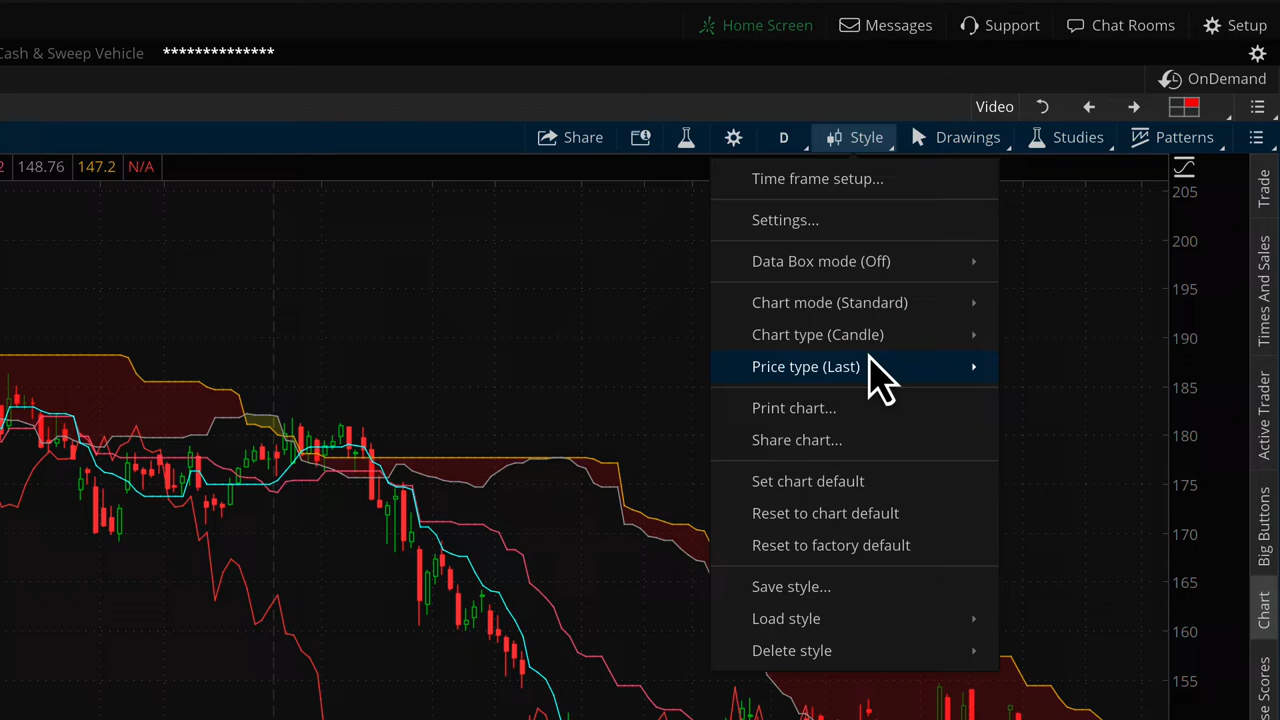 Home Screen Messages Support Chat Rooms Setup
Cash & Sweep Vehicle **************
OnDemand
Video
Share D Style Drawings Studies Patterns
2 148.76 147.2 N/A
Time frame setup...
Settings...
Data Box mode (Off)
Chart mode (Standard)
Chart type (Candle)
Price type (Last)
Print chart...
Share chart...
Set chart default
Reset to chart default
Reset to factory default
Save style...
Load style
Delete style
205
200
195
190
185
180
175
170
165
160
155
Trade
Times And Sales
Active Trader
Big Buttons
Chart
se Scores